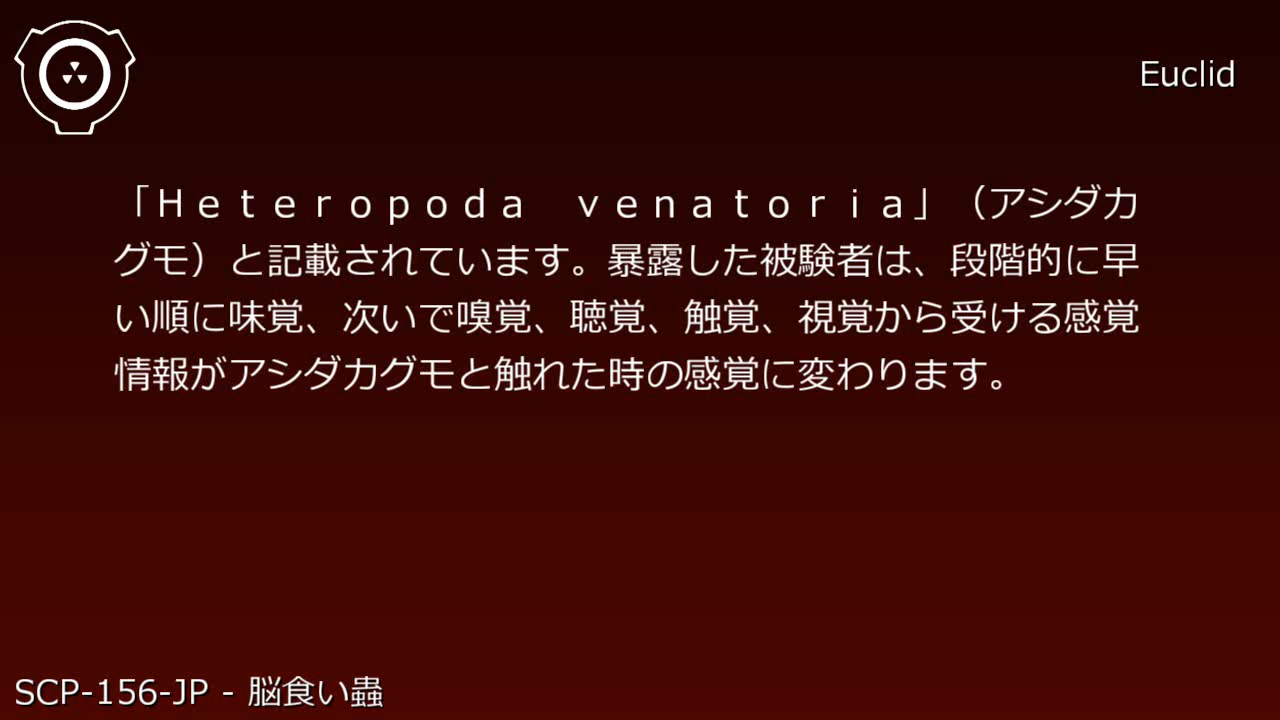 Euclid
「Ｈｅｔｅｒｏｐｏｄａ　ｖｅｎａｔｏｒｉａ」（アシダカ
グモ）と記載されています。暴露した被験者は、段階的に早
い順に味覚、次いで嗅覚、聴覚、触覚、視覚から受ける感覚
情報がアシダカグモと触れた時の感覚に変わります。
SCP-156-JP - 脳食い蟲